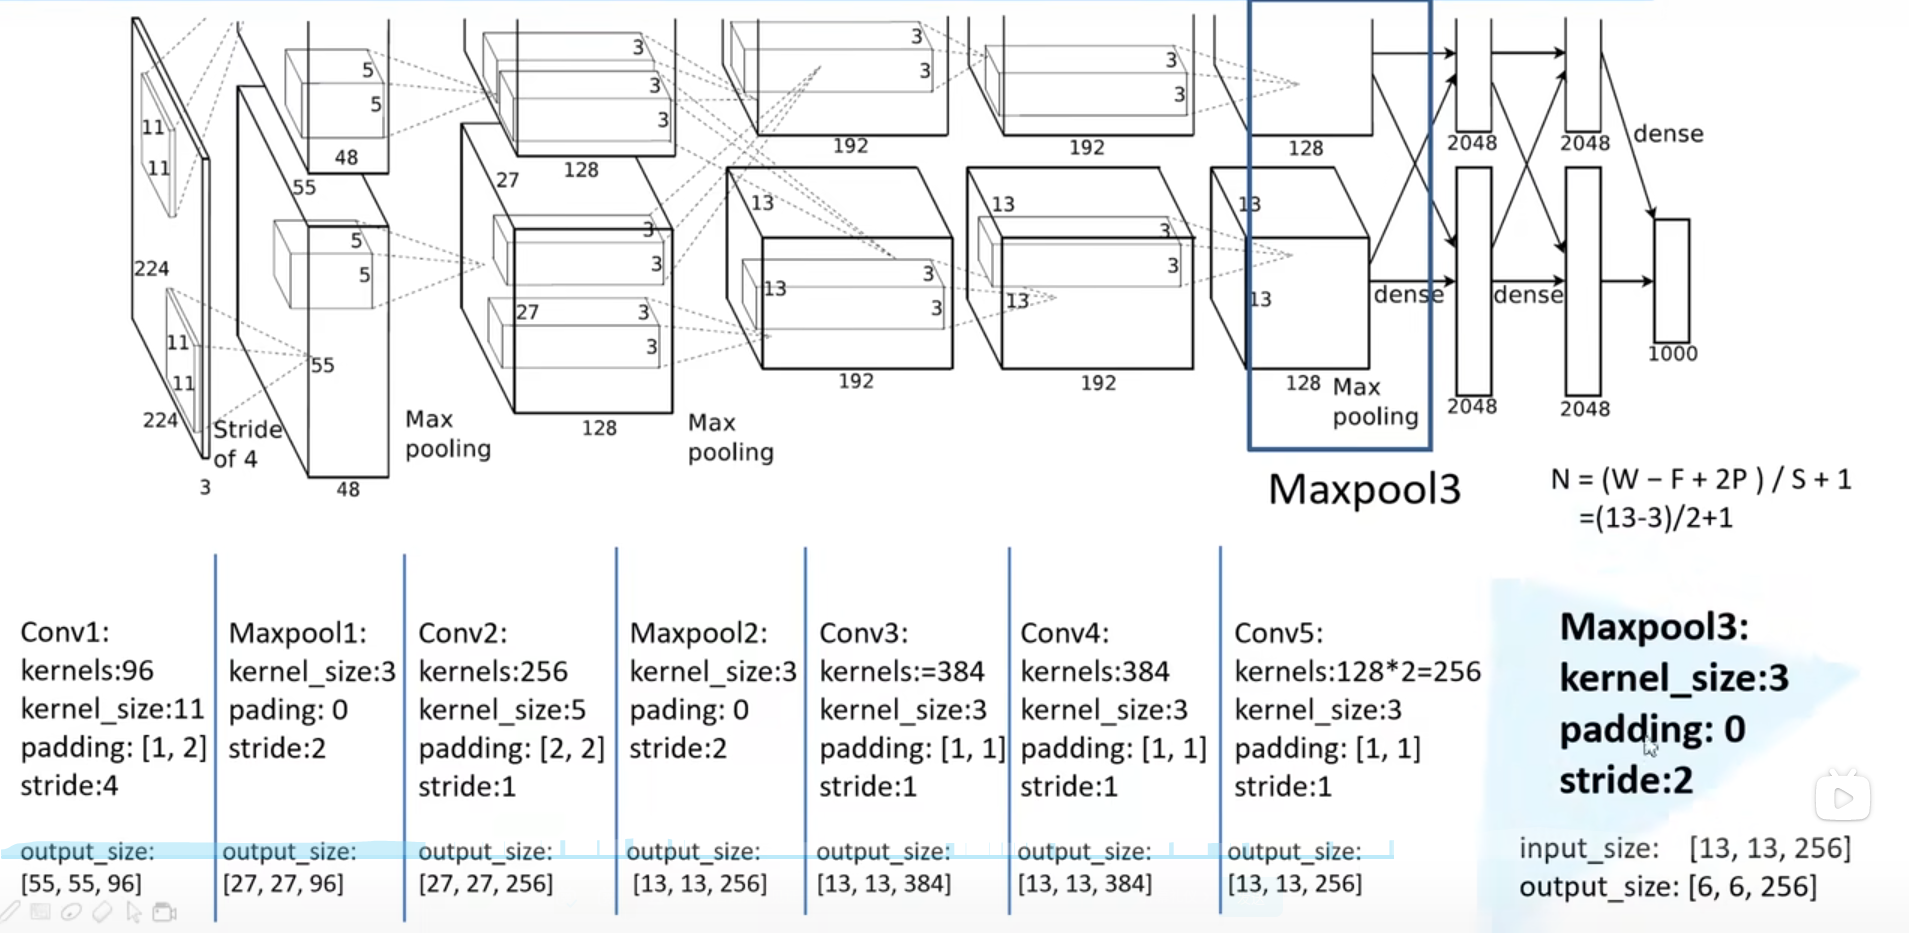 11
11
224
11
11
224
3
Stride
of 4
5
5
48
55
5
5
55
48
Max
pooling
3
3
3
128
27
3
3
27
3
3
128
Max
pooling
3
3
192
13
3
3
13
192
3
3
192
13
3
3
13
192
128
13
13
128
Max
pooling
dense
2048
2048
dense
2048
2048
dense
1000
Maxpool3
N = (W − F + 2P ) / S + 1
=(13-3)/2+1
Conv1:
kernels:96
kernel_size:11
padding: [1, 2]
stride:4
output_size:
[55, 55, 96]
Maxpool1:
kernel_size:3
pading: 0
stride:2
output_size:
[27, 27, 96]
Conv2:
kernels:256
kernel_size:5
padding: [2, 2]
stride:1
output_size:
[27, 27, 256]
Maxpool2:
kernel_size:3
pading: 0
stride:2
output_size:
[13, 13, 256]
Conv3:
kernels:=384
kernel_size:3
padding: [1, 1]
stride:1
output_size:
[13, 13, 384]
Conv4:
kernels:384
kernel_size:3
padding: [1, 1]
stride:1
output_size:
[13, 13, 384]
Conv5:
kernels:128*2=256
kernel_size:3
padding: [1, 1]
stride:1
output_size:
[13, 13, 256]
Maxpool3:
kernel_size:3
padding: 0
stride:2
input_size: [13, 13, 256]
output_size: [6, 6, 256]